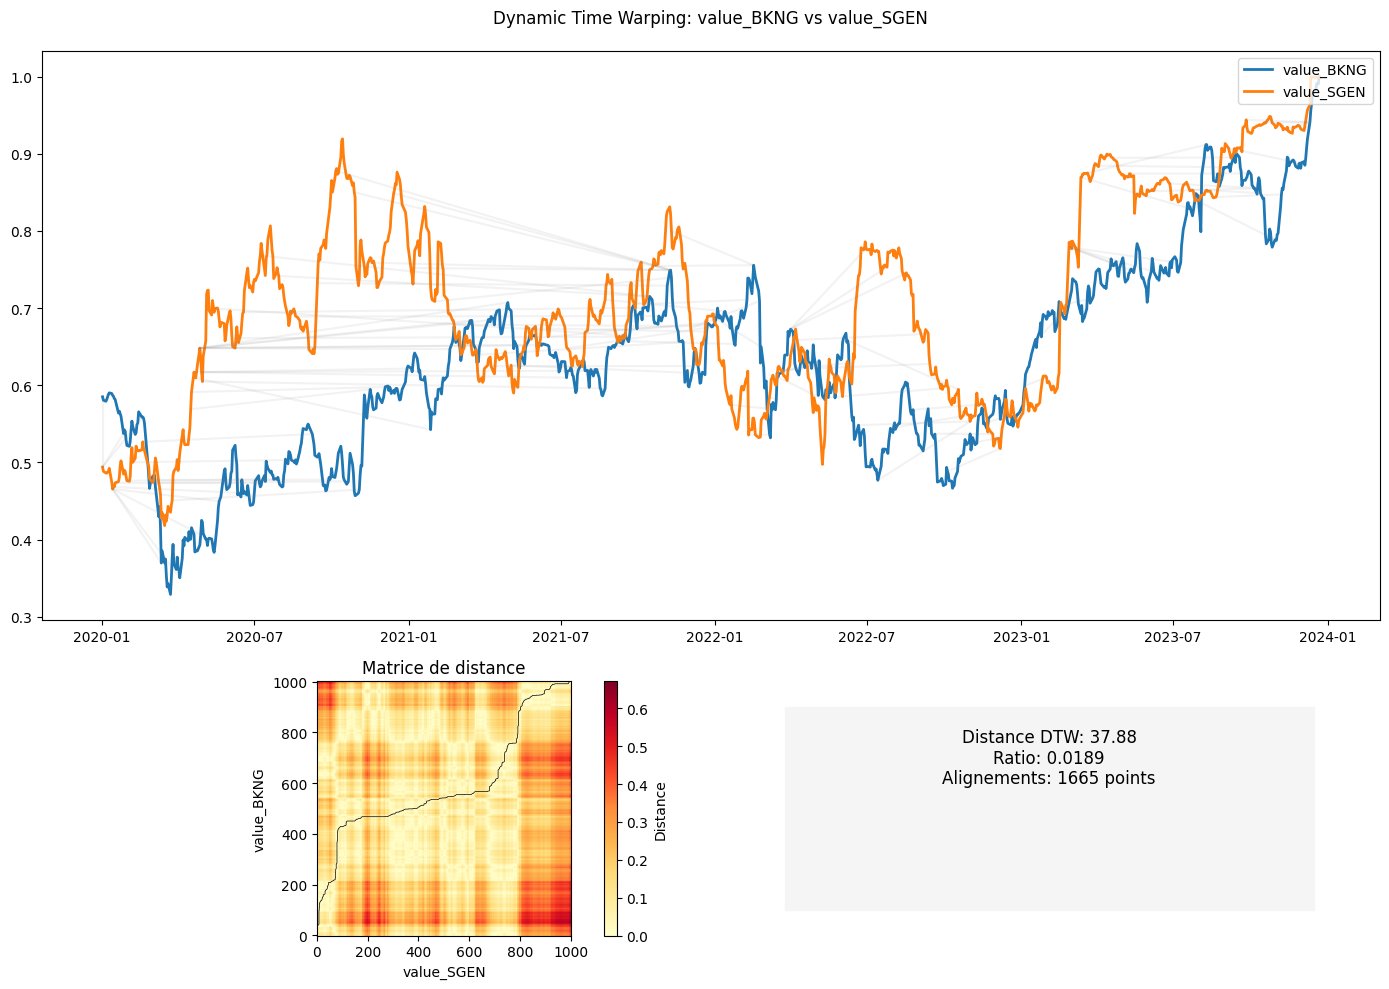 Dynamic Time Warping: value_BKNG vs value_SGEN
value_BKNG
value_SGEN
1.0
0.9
0.8
0.7
0.6
0.5
0.4
0.3
2020-01 2020-07 2021-01 2021-07 2022-01 2022-07 2023-01 2023-07 2024-01
Matrice de distance
value_BKNG
1000
800
600
400
200
0
0 200 400 600 800 1000
value_SGEN
0.6
0.5
0.4
0.3
0.2
0.1
0.0
Distance
Distance DTW: 37.88
Ratio: 0.0189
Alignements: 1665 points